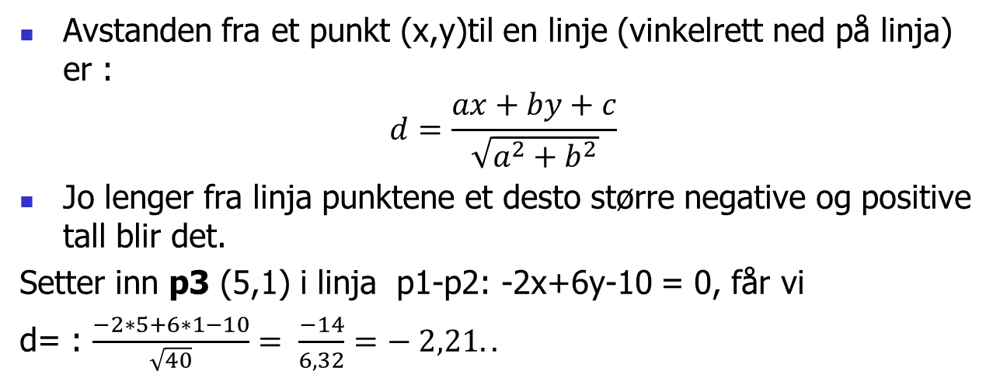 ▪ Avstanden fra et punkt (x,y)til en linje (vinkelrett ned på linja)
er :
d = \frac{ax + by + c}{\sqrt{a^2 + b^2}}
▪ Jo lenger fra linja punktene et desto større negative og positive
tall blir det.
Setter inn p3 (5,1) i linja p1-p2: -2x+6y-10 = 0, får vi
d= : \frac{-2*5+6*1-10}{\sqrt{40}} = \frac{-14}{6,32} = - 2,21..